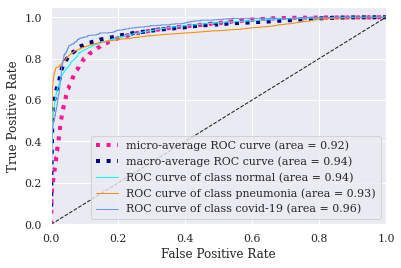 1.0
0.8
0.6
0.4
0.2
0.0
True Positive Rate
micro-average ROC curve (area = 0.92)
macro-average ROC curve (area = 0.94)
ROC curve of class normal (area = 0.94)
ROC curve of class pneumonia (area = 0.93)
ROC curve of class covid-19 (area = 0.96)
0.0 0.2 0.4 0.6 0.8 1.0
False Positive Rate